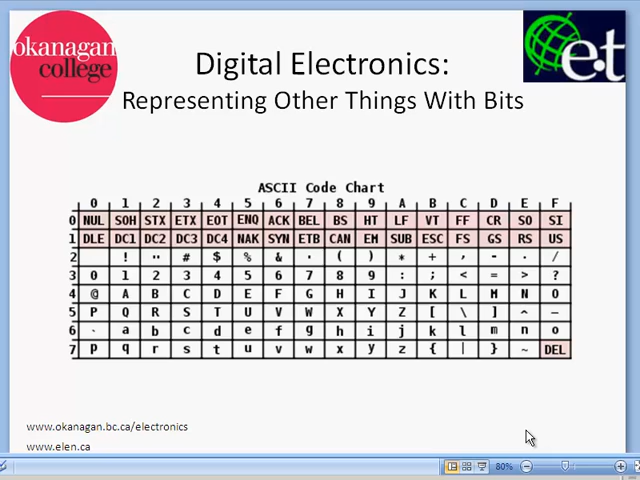 okanagan
college
e.t
Digital Electronics:
Representing Other Things With Bits
ASCII Code Chart
0 1 2 3 4 5 6 7 8 9 A B C D E F
0 NUL SOH STX ETX EOT ENQ ACK BEL BS HT LF VT FF CR SO SI
1 DLE DC1 DC2 DC3 DC4 NAK SYN ETB CAN EM SUB ESC FS GS RS US
2 ! " # $ % & ' ( ) * + , - . /
3 0 1 2 3 4 5 6 7 8 9 : ; < = > ?
4 @ A B C D E F G H I J K L M N O
5 P Q R S T U V W X Y Z [ \ ] ^ _
6 ` a b c d e f g h i j k l m n o
7 p q r s t u v w x y z { | } ~ DEL
www.okanagan.bc.ca/electronics
www.elen.ca
80%